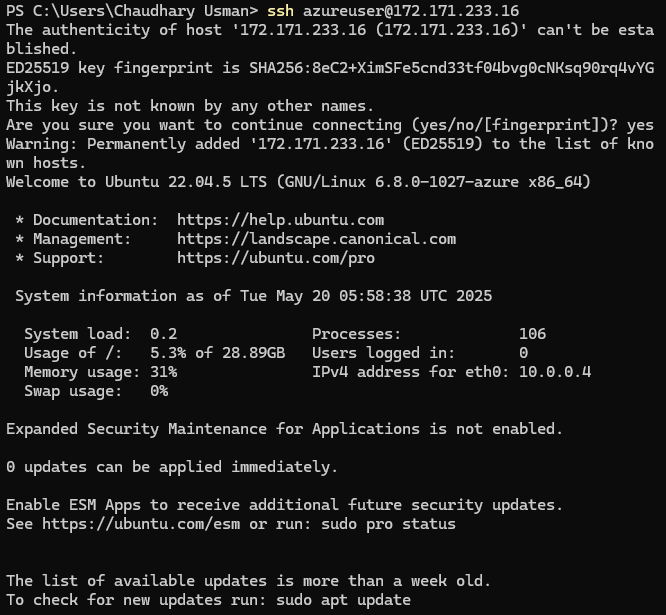 PS C:\Users\Chaudhary Usman> ssh azureuser@172.171.233.16
The authenticity of host '172.171.233.16 (172.171.233.16)' can't be esta
blished.
ED25519 key fingerprint is SHA256:8eC2+XimSFe5cnd33tf04bvg0cNKsq90rq4vYG
jkXjo.
This key is not known by any other names.
Are you sure you want to continue connecting (yes/no/[fingerprint])? yes
Warning: Permanently added '172.171.233.16' (ED25519) to the list of kno
wn hosts.
Welcome to Ubuntu 22.04.5 LTS (GNU/Linux 6.8.0-1027-azure x86_64)
* Documentation:  https://help.ubuntu.com
* Management:     https://landscape.canonical.com
* Support:        https://ubuntu.com/pro
System information as of Tue May 20 05:58:38 UTC 2025
System load:  0.2               Processes:             106
Usage of /:   5.3% of 28.89GB   Users logged in:       0
Memory usage: 31%               IPv4 address for eth0: 10.0.0.4
Swap usage:   0%
Expanded Security Maintenance for Applications is not enabled.
0 updates can be applied immediately.
Enable ESM Apps to receive additional future security updates.
See https://ubuntu.com/esm or run: sudo pro status
The list of available updates is more than a week old.
To check for new updates run: sudo apt update